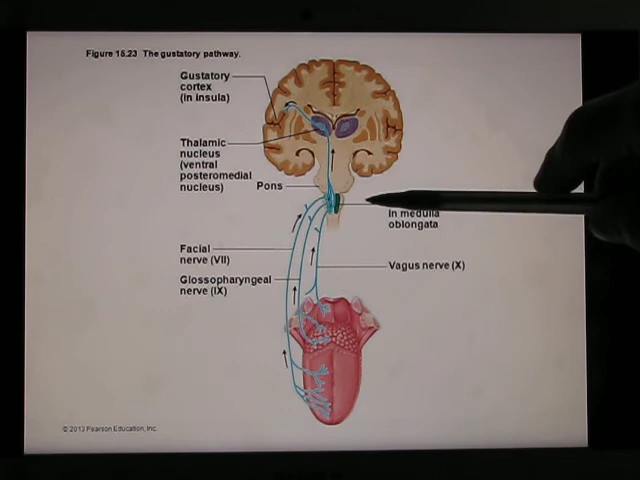 Figure 15.23 The gustatory pathway.
Gustatory
cortex
(in insula)
Thalamic
nucleus
(ventral
posteromedial
nucleus)
Pons
in medulla
oblongata
Facial
nerve (VII)
Vagus nerve (X)
Glossopharyngeal
nerve (IX)
© 2013 Pearson Education, Inc.